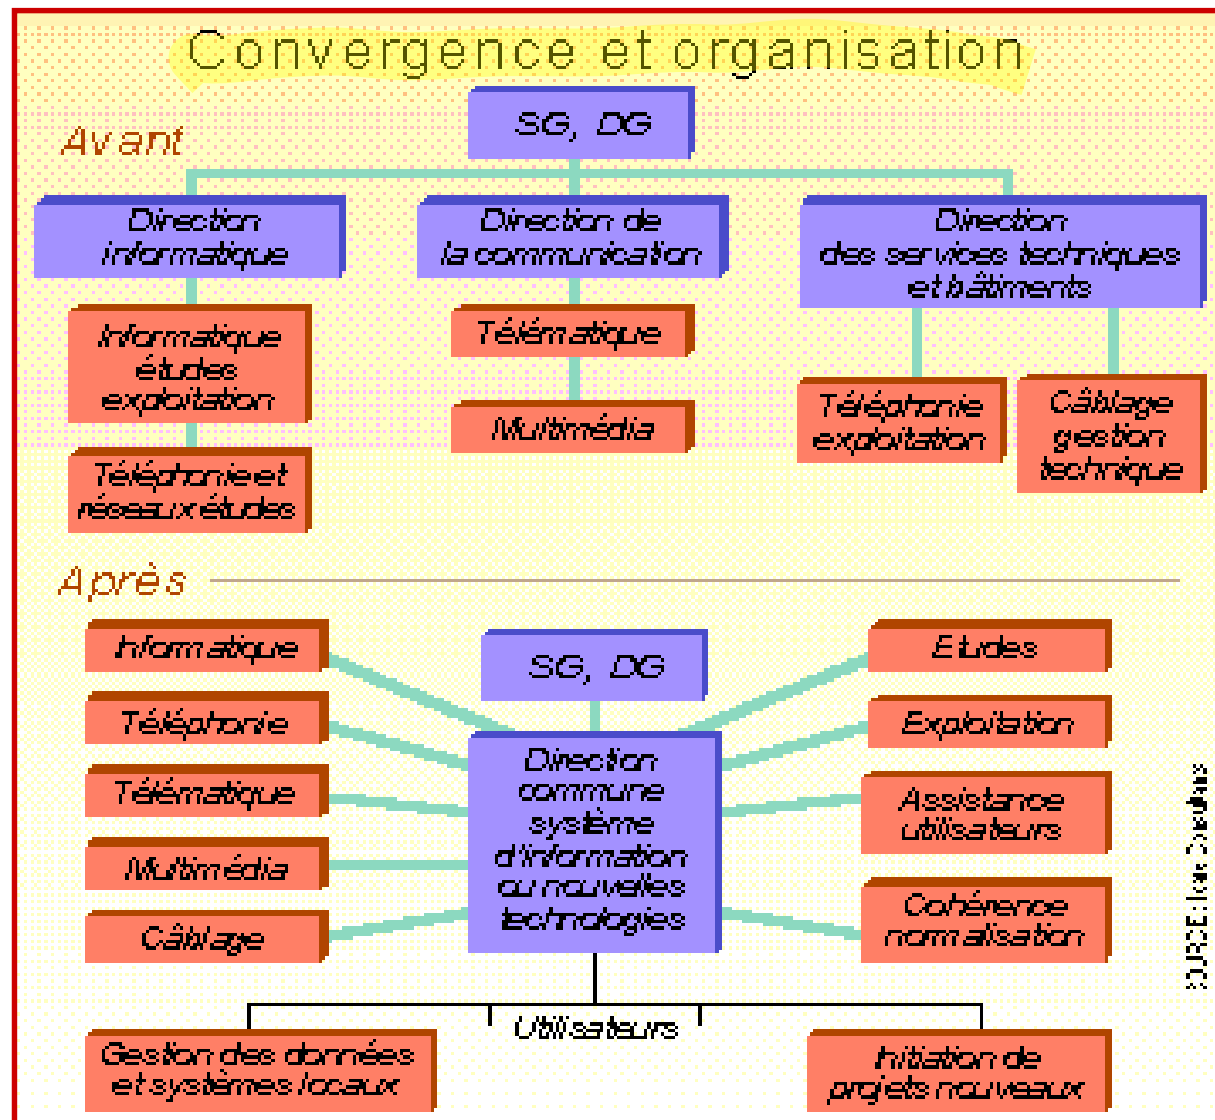 Convergence et organisation
Avant
SG, DG
Direction
informatique
Direction de
la communication
Direction
des services techniques
et bâtiments
Informatique
études
exploitation
Télématique
Téléphonie
exploitation
Câblage
gestion
technique
Multimédia
Téléphonie et
réseaux études
Après
Informatique
SG, DG
Etudes
Téléphonie
Exploitation
Direction
commune
système
d'information
ou nouvelles
technologies
Télématique
Assistance
utilisateurs
Multimédia
Câblage
Cohérence
normalisation
Utilisateurs
Gestion des données
et systèmes locaux
Initiation de
projets nouveaux
SOURCE: